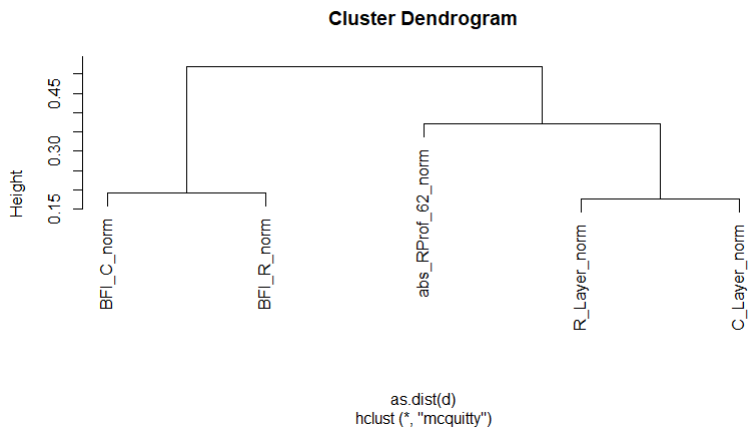 Cluster Dendrogram
Height
0.45
0.30
0.15
BFI_C_norm
BFI_R_norm
abs_RProf_62_norm
R_Layer_norm
C_Layer_norm
as.dist(d)
hclust (*, "mcquitty")